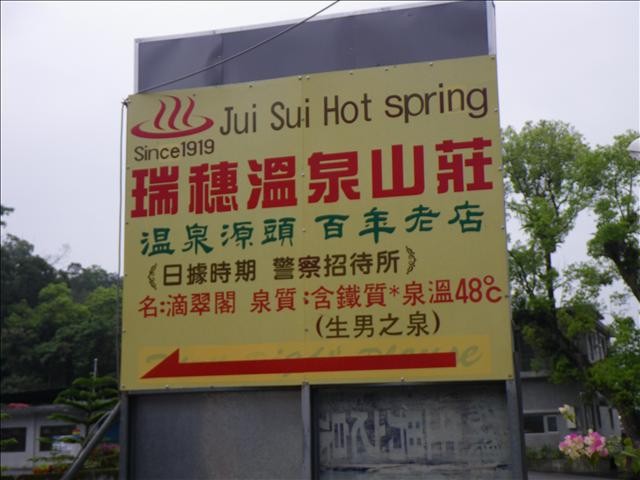 Jui Sui Hot spring
Since1919
瑞穗溫泉山莊
溫泉源頭 百年老店
日據時期 警察招待所
名:滴翠閣 泉質:含鐵質*泉溫48℃
(生男之泉)